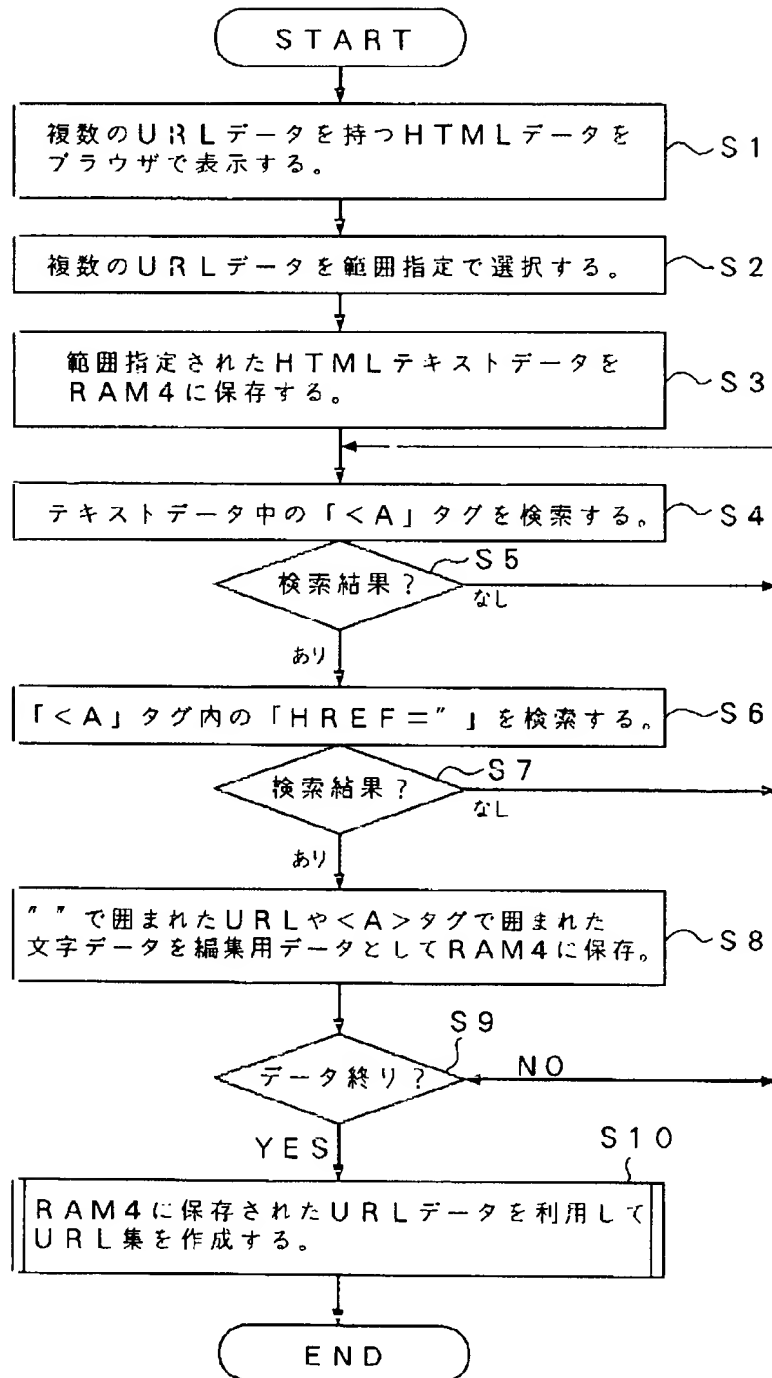 START
複数のURLデータを持つHTMLデータを
ブラウザで表示する。
S1
複数のURLデータを範囲指定で選択する。
S2
範囲指定されたHTMLテキストデータを
RAM4に保存する。
S3
テキストデータ中の「<A」タグを検索する。
S4
S5
検索結果?
なし
あり
「<A」タグ内の「HREF="」を検索する。
S6
S7
検索結果?
なし
あり
""で囲まれたURLや<A>タグで囲まれた
文字データを編集用データとしてRAM4に保存。
S8
S9
データ終り?
NO
YES
S10
RAM4に保存されたURLデータを利用して
URL集を作成する。
END